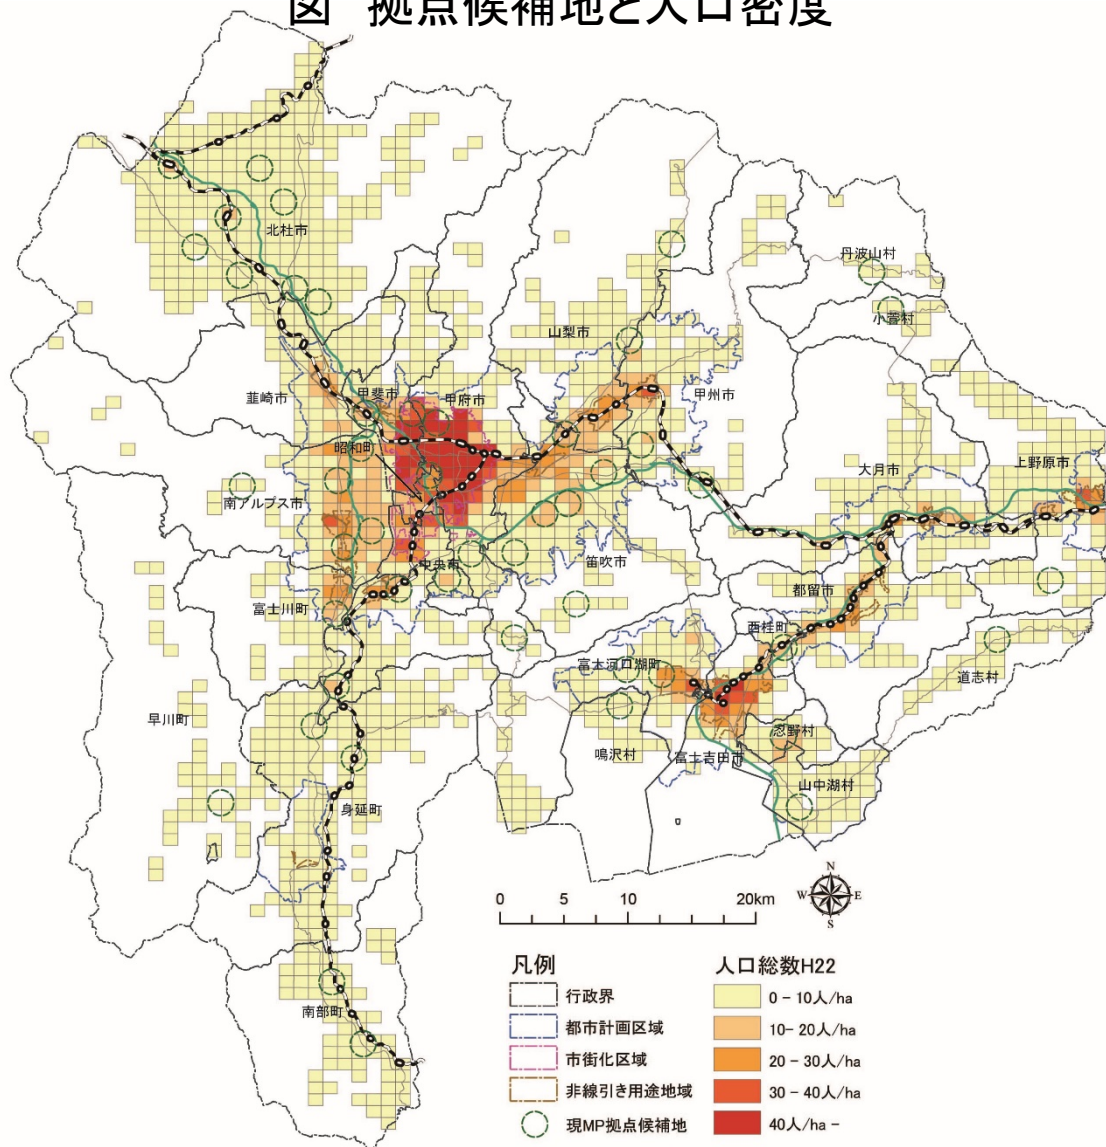 図　拠点候補地と人口密度
北杜市
丹波山村
小菅村
山梨市
韮崎市
甲斐市
甲府市
甲州市
昭和町
大月市
上野原市
南アルプス市
中央市
笛吹市
都留市
富士川町
西桂町
富士河口湖町
道志村
早川町
忍野村
鳴沢村
富士吉田市
山中湖村
身延町
南部町
N
W
E
S
0 5 10 20km
凡例
行政界
都市計画区域
市街化区域
非線引き用途地域
現MP拠点候補地
人口総数H22
0 - 10人/ha
10- 20人/ha
20 - 30人/ha
30 - 40人/ha
40人/ha -